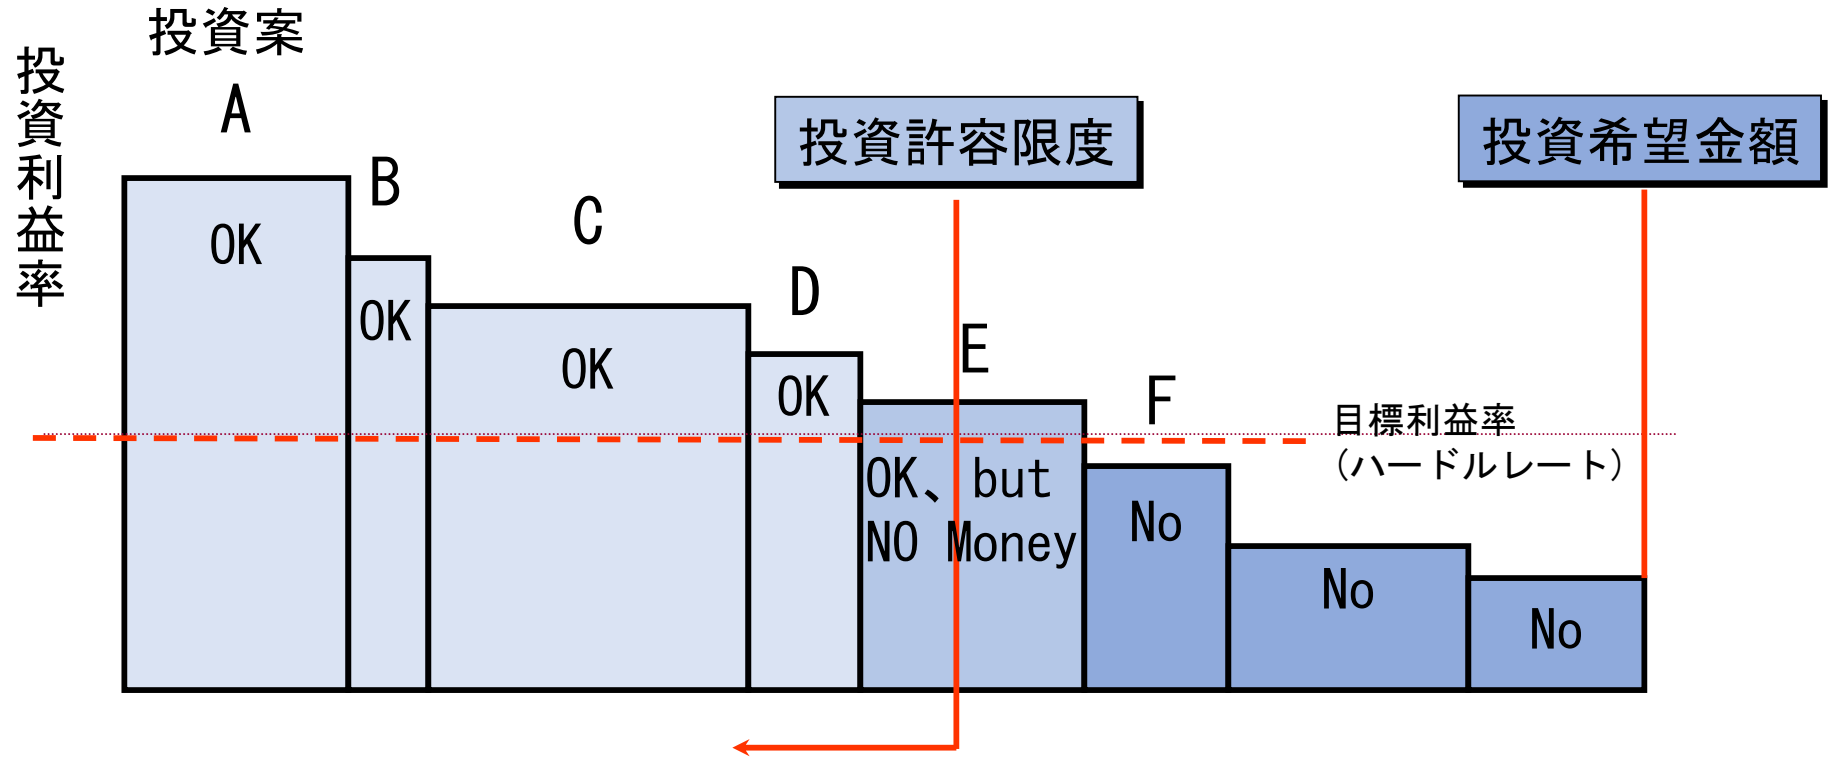 投資案
投資利益率
A
B
C
D
E
F
投資許容限度
投資希望金額
OK
OK
OK
OK
OK、but
NO Money
No
No
No
目標利益率
（ハードルレート）